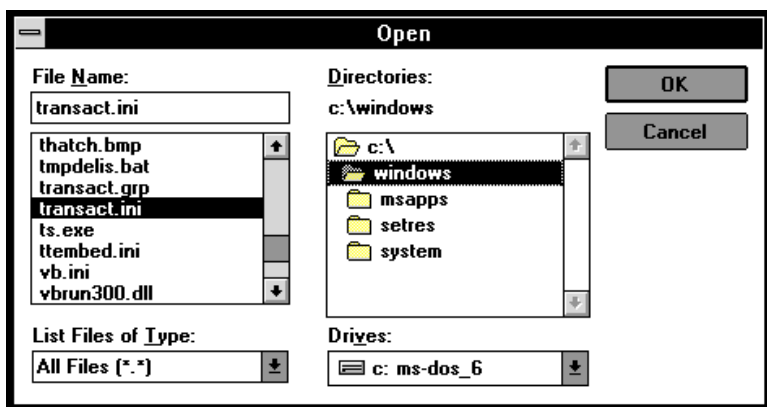 Open
File Name:
transact.ini
thatch.bmp
tmpdelis.bat
transact.grp
transact.ini
ts.exe
ttembed.ini
vb.ini
vbrun300.dll
List Files of Type:
All Files (*.*)
Directories:
c:\windows
c:\
windows
msapps
setres
system
Drives:
c: ms-dos_6
OK
Cancel